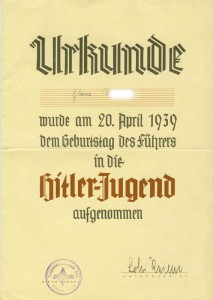 Urkunde
wurde am 20. April 1939
dem Geburtstag des Führers
in die
Hitler-Jugend
aufgenommen